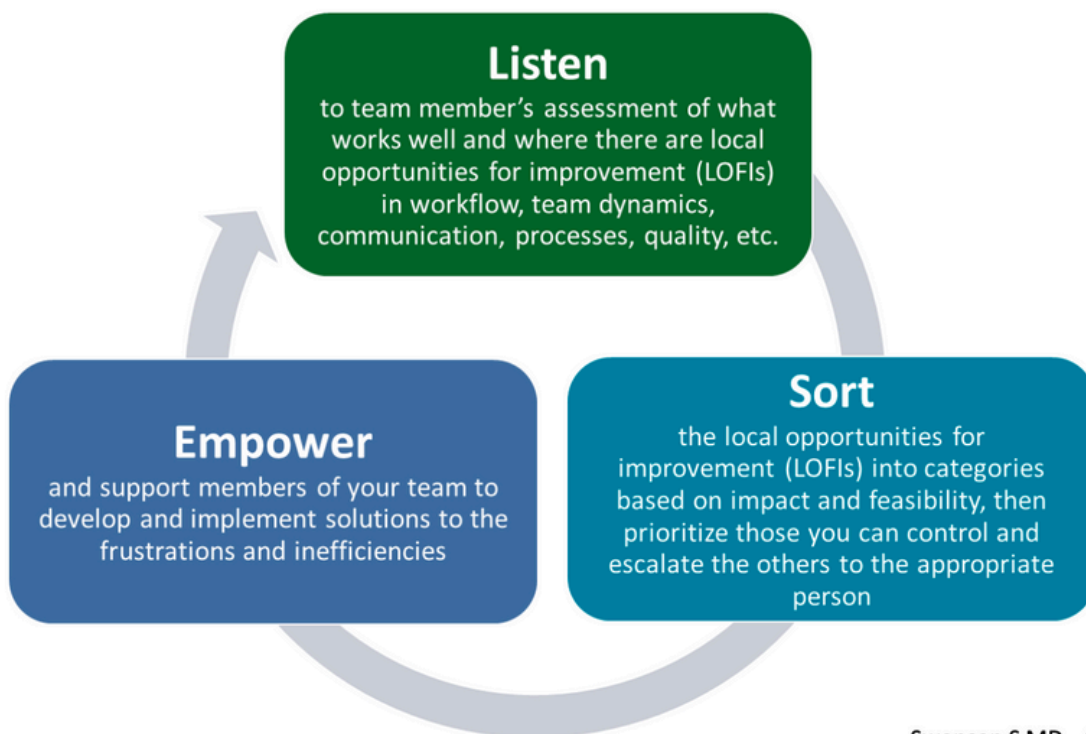 Listen
to team member's assessment of what
works well and where there are local
opportunities for improvement (LOFIs)
in workflow, team dynamics,
communication, processes, quality, etc.
Sort
the local opportunities for
improvement (LOFIs) into categories
based on impact and feasibility, then
prioritize those you can control and
escalate the others to the appropriate
person
Empower
and support members of your team to
develop and implement solutions to the
frustrations and inefficiencies